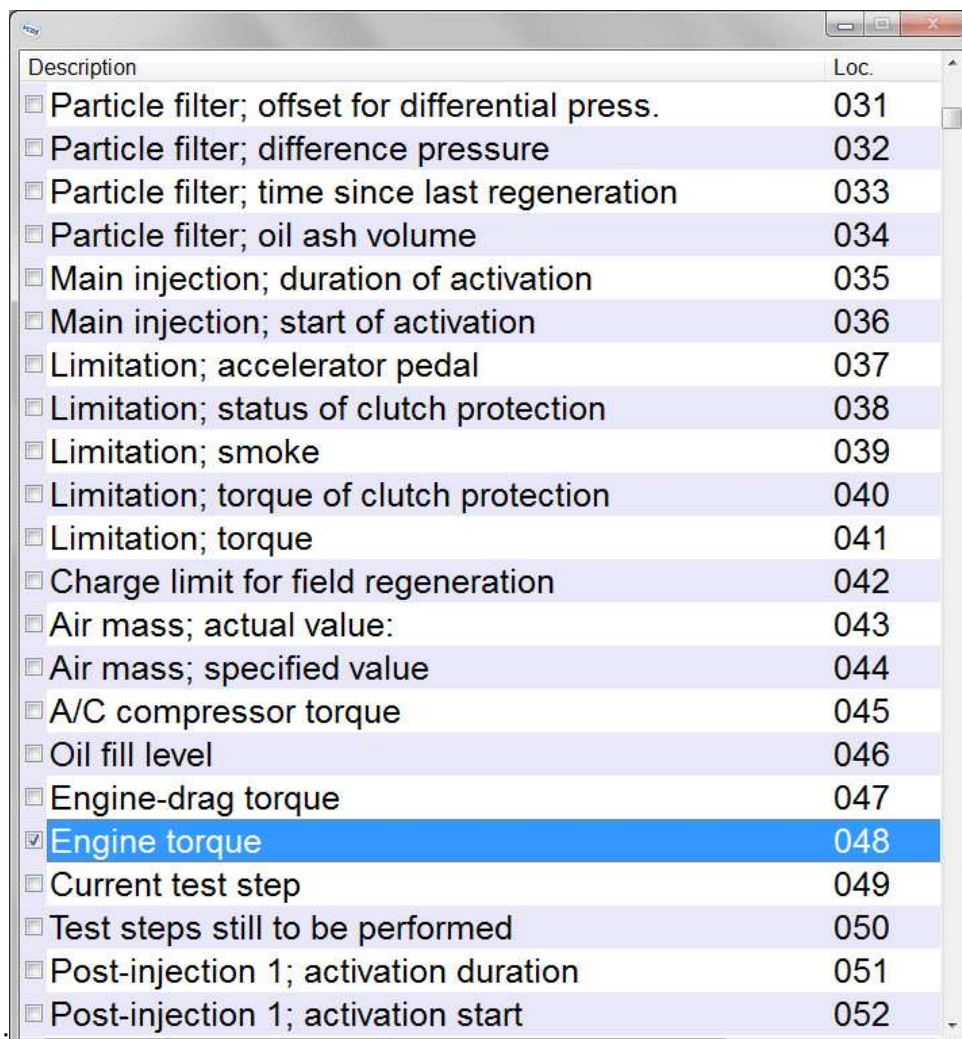 Description Loc.
Particle filter; offset for differential press. 031
Particle filter; difference pressure 032
Particle filter; time since last regeneration 033
Particle filter; oil ash volume 034
Main injection; duration of activation 035
Main injection; start of activation 036
Limitation; accelerator pedal 037
Limitation; status of clutch protection 038
Limitation; smoke 039
Limitation; torque of clutch protection 040
Limitation; torque 041
Charge limit for field regeneration 042
Air mass; actual value: 043
Air mass; specified value 044
A/C compressor torque 045
Oil fill level 046
Engine-drag torque 047
Engine torque 048
Current test step 049
Test steps still to be performed 050
Post-injection 1; activation duration 051
Post-injection 1; activation start 052